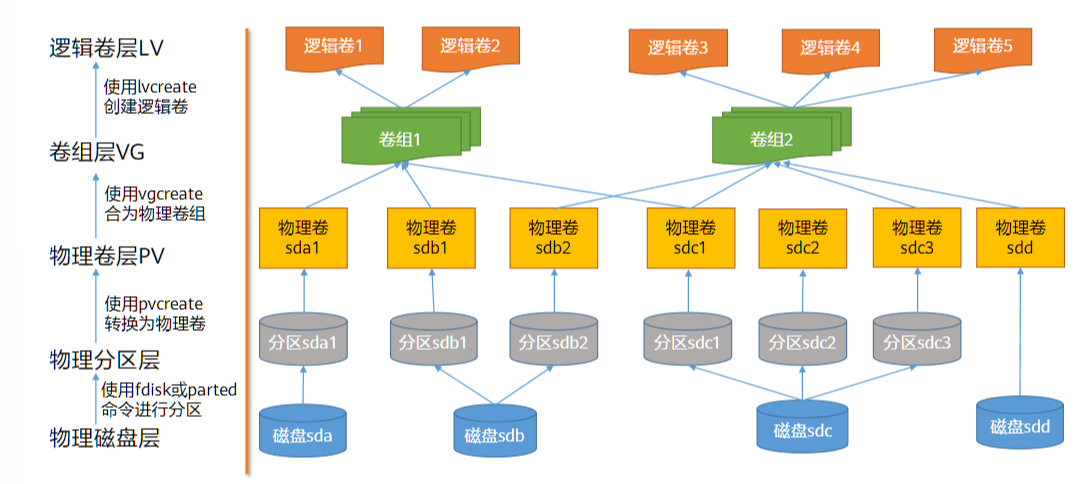 逻辑卷层LV
使用lvcreate
创建逻辑卷
卷组层VG
使用vgcreate
合为物理卷组
物理卷层PV
使用pvcreate
转换为物理卷
物理分区层
使用fdisk或parted
命令进行分区
物理磁盘层
逻辑卷1
逻辑卷2
逻辑卷3
逻辑卷4
逻辑卷5
卷组1
卷组2
物理卷
sda1
物理卷
sdb1
物理卷
sdb2
物理卷
sdc1
物理卷
sdc2
物理卷
sdc3
物理卷
sdd
分区sda1
分区sdb1
分区sdb2
分区sdc1
分区sdc2
分区sdc3
磁盘sda
磁盘sdb
磁盘sdc
磁盘sdd